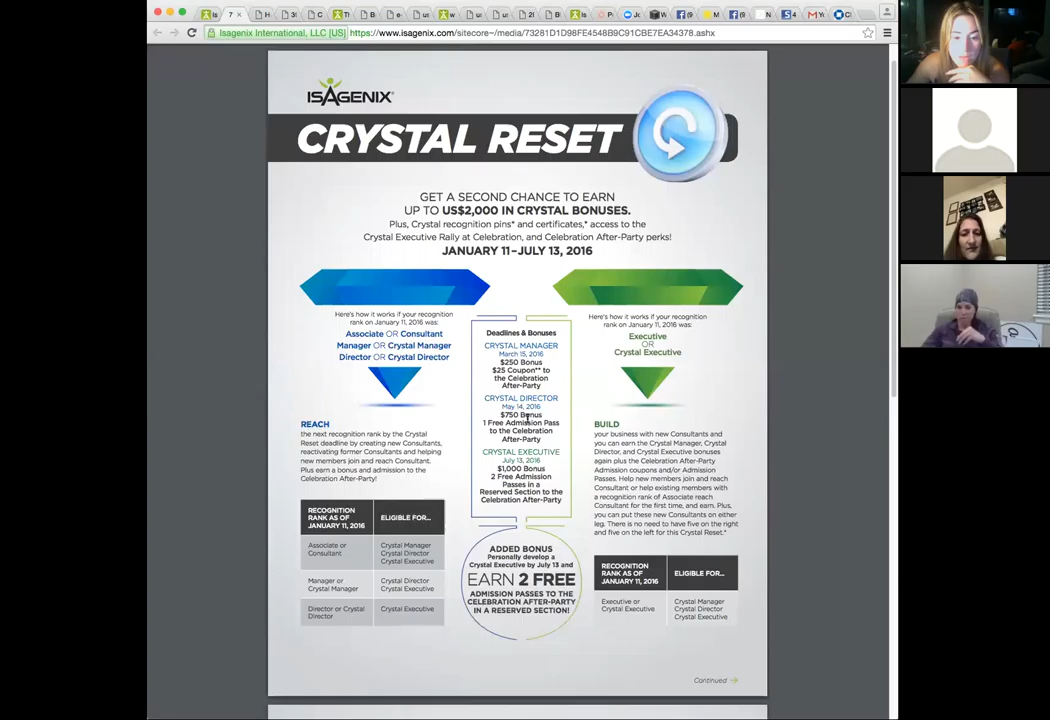 Isagenix International, LLC [US]
https://www.isagenix.com/sitecore~/media/73281D1D98FE4548B9C91CBE7EA34378.ashx
ISAGENIX
CRYSTAL RESET
GET A SECOND CHANCE TO EARN
UP TO US$2,000 IN CRYSTAL BONUSES.
Plus, Crystal recognition pins* and certificates,* access to the
Crystal Executive Rally at Celebration, and Celebration After-Party perks!
JANUARY 11–JULY 13, 2016
Here's how it works if your recognition
rank on January 11, 2016 was:
Associate OR Consultant
Manager OR Crystal Manager
Director OR Crystal Director
REACH
the next recognition rank by the Crystal
Reset deadline by creating new Consultants,
reactivating former Consultants and helping
new members join and reach Consultant.
Plus earn a bonus and admission to the
Celebration After-Party!
RECOGNITION
RANK AS OF
JANUARY 11, 2016
ELIGIBLE FOR...
Associate or
Consultant
Crystal Manager
Crystal Director
Crystal Executive
Manager or
Crystal Manager
Crystal Director
Crystal Executive
Director or Crystal
Director
Crystal Executive
Deadlines & Bonuses
CRYSTAL MANAGER
March 15, 2016
$250 Bonus
$25 Coupon** to
the Celebration
After-Party
CRYSTAL DIRECTOR
May 14, 2016
$750 Bonus
1 Free Admission Pass
to the Celebration
After-Party
CRYSTAL EXECUTIVE
July 13, 2016
$1,000 Bonus
2 Free Admission
Passes in a
Reserved Section to the
Celebration After-Party
ADDED BONUS
Personally develop a
Crystal Executive by July 13 and
EARN 2 FREE
ADMISSION PASSES TO THE
CELEBRATION AFTER-PARTY
IN A RESERVED SECTION!
Here's how it works if your recognition
rank on January 11, 2016 was:
Executive
OR
Crystal Executive
BUILD
your business with new Consultants and
you can earn the Crystal Manager, Crystal
Director, and Crystal Executive bonuses
again plus the Celebration After-Party
Admission coupons and/or Admission
Passes. Help new members join and reach
Consultant or help existing members with
a recognition rank of Associate reach
Consultant for the first time, and earn. Plus,
you can put these new Consultants on either
leg. There is no need to have five on the right
and five on the left for this Crystal Reset.*
RECOGNITION
RANK AS OF
JANUARY 11, 2016
ELIGIBLE FOR...
Executive or
Crystal Executive
Crystal Manager
Crystal Director
Crystal Executive
Continued